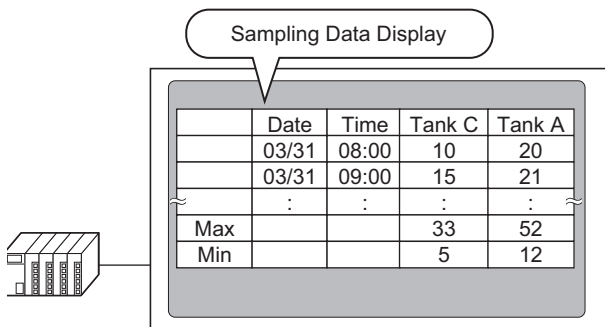 Sampling Data Display
Date Time Tank C Tank A
03/31 08:00 10 20
03/31 09:00 15 21
: : : :
Max 33 52
Min 5 12